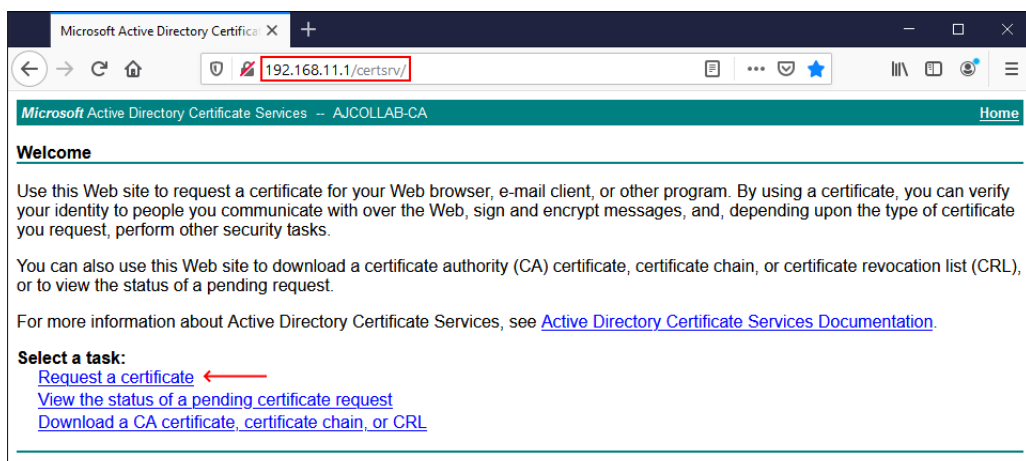 Microsoft Active Directory Certifica
192.168.11.1/certsrv/
Microsoft Active Directory Certificate Services -- AJCOLLAB-CA Home
Welcome
Use this Web site to request a certificate for your Web browser, e-mail client, or other program. By using a certificate, you can verify
your identity to people you communicate with over the Web, sign and encrypt messages, and, depending upon the type of certificate
you request, perform other security tasks.
You can also use this Web site to download a certificate authority (CA) certificate, certificate chain, or certificate revocation list (CRL),
or to view the status of a pending request.
For more information about Active Directory Certificate Services, see Active Directory Certificate Services Documentation.
Select a task:
Request a certificate
View the status of a pending certificate request
Download a CA certificate, certificate chain, or CRL